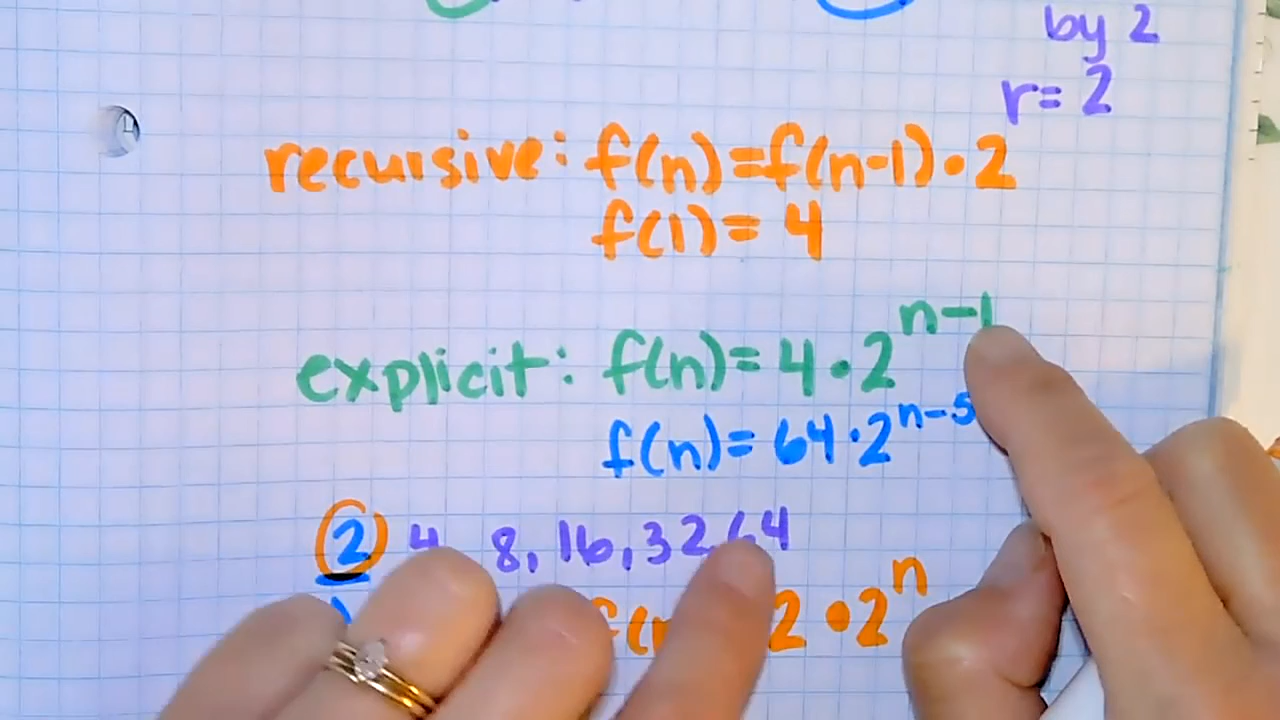 by 2
r = 2
recursive: f(n) = f(n-1) • 2
f(1) = 4
explicit: f(n) = 4 • 2^n-1
f(n) = 64 • 2^n-5
2 4 8, 16, 32, 64
2 • 2^n